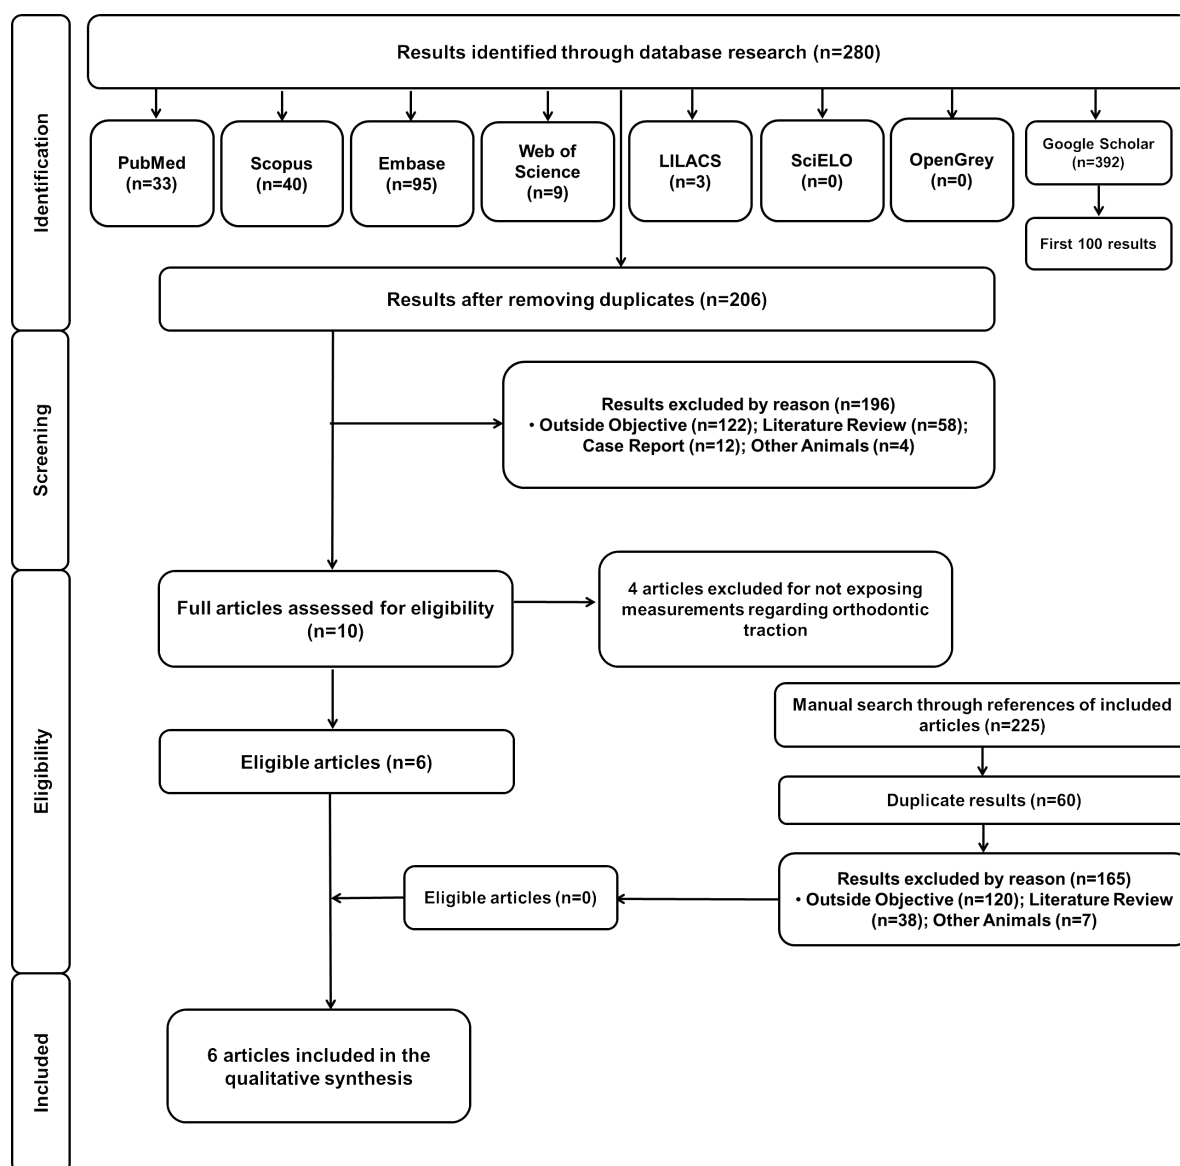 Identification
Results identified through database research (n=280)
PubMed
(n=33)
Scopus
(n=40)
Embase
(n=95)
Web of
Science
(n=9)
LILACS
(n=3)
SciELO
(n=0)
OpenGrey
(n=0)
Google Scholar
(n=392)
First 100 results
Results after removing duplicates (n=206)
Screening
Results excluded by reason (n=196)
• Outside Objective (n=122); Literature Review (n=58);
Case Report (n=12); Other Animals (n=4)
Eligibility
Full articles assessed for eligibility
(n=10)
4 articles excluded for not exposing
measurements regarding orthodontic
traction
Manual search through references of included
articles (n=225)
Eligible articles (n=6)
Duplicate results (n=60)
Results excluded by reason (n=165)
• Outside Objective (n=120); Literature Review
(n=38); Other Animals (n=7)
Eligible articles (n=0)
Included
6 articles included in the
qualitative synthesis